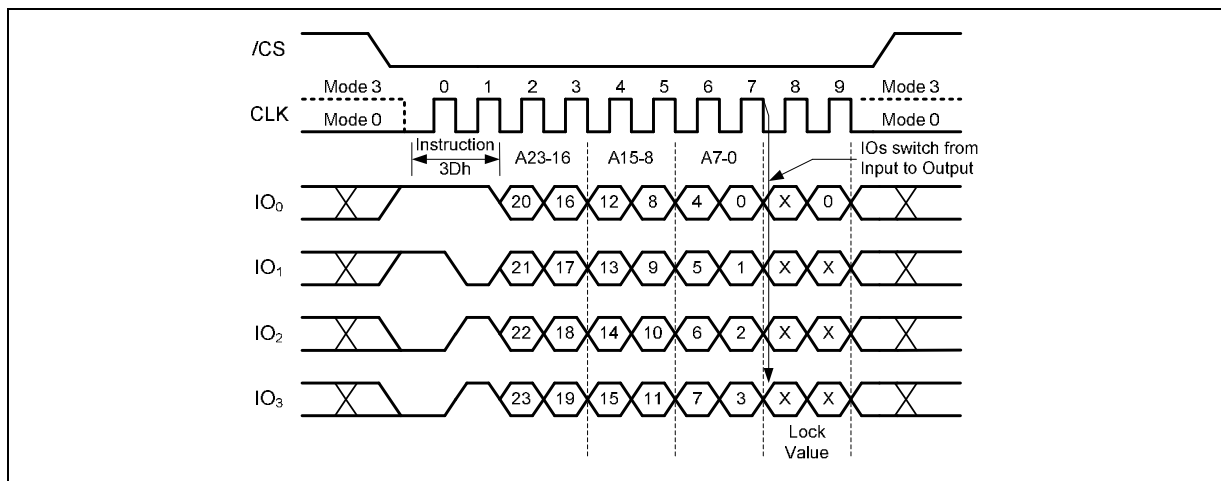 /CS
Mode 3 0 1 2 3 4 5 6 7 8 9 Mode 3
CLK
Mode 0 Mode 0
Instruction
3Dh
A23-16 A15-8 A7-0
IOs switch from
Input to Output
IO₀ 20 16 12 8 4 0 X 0
IO₁ 21 17 13 9 5 1 X X
IO₂ 22 18 14 10 6 2 X X
IO₃ 23 19 15 11 7 3 X X
Lock
Value